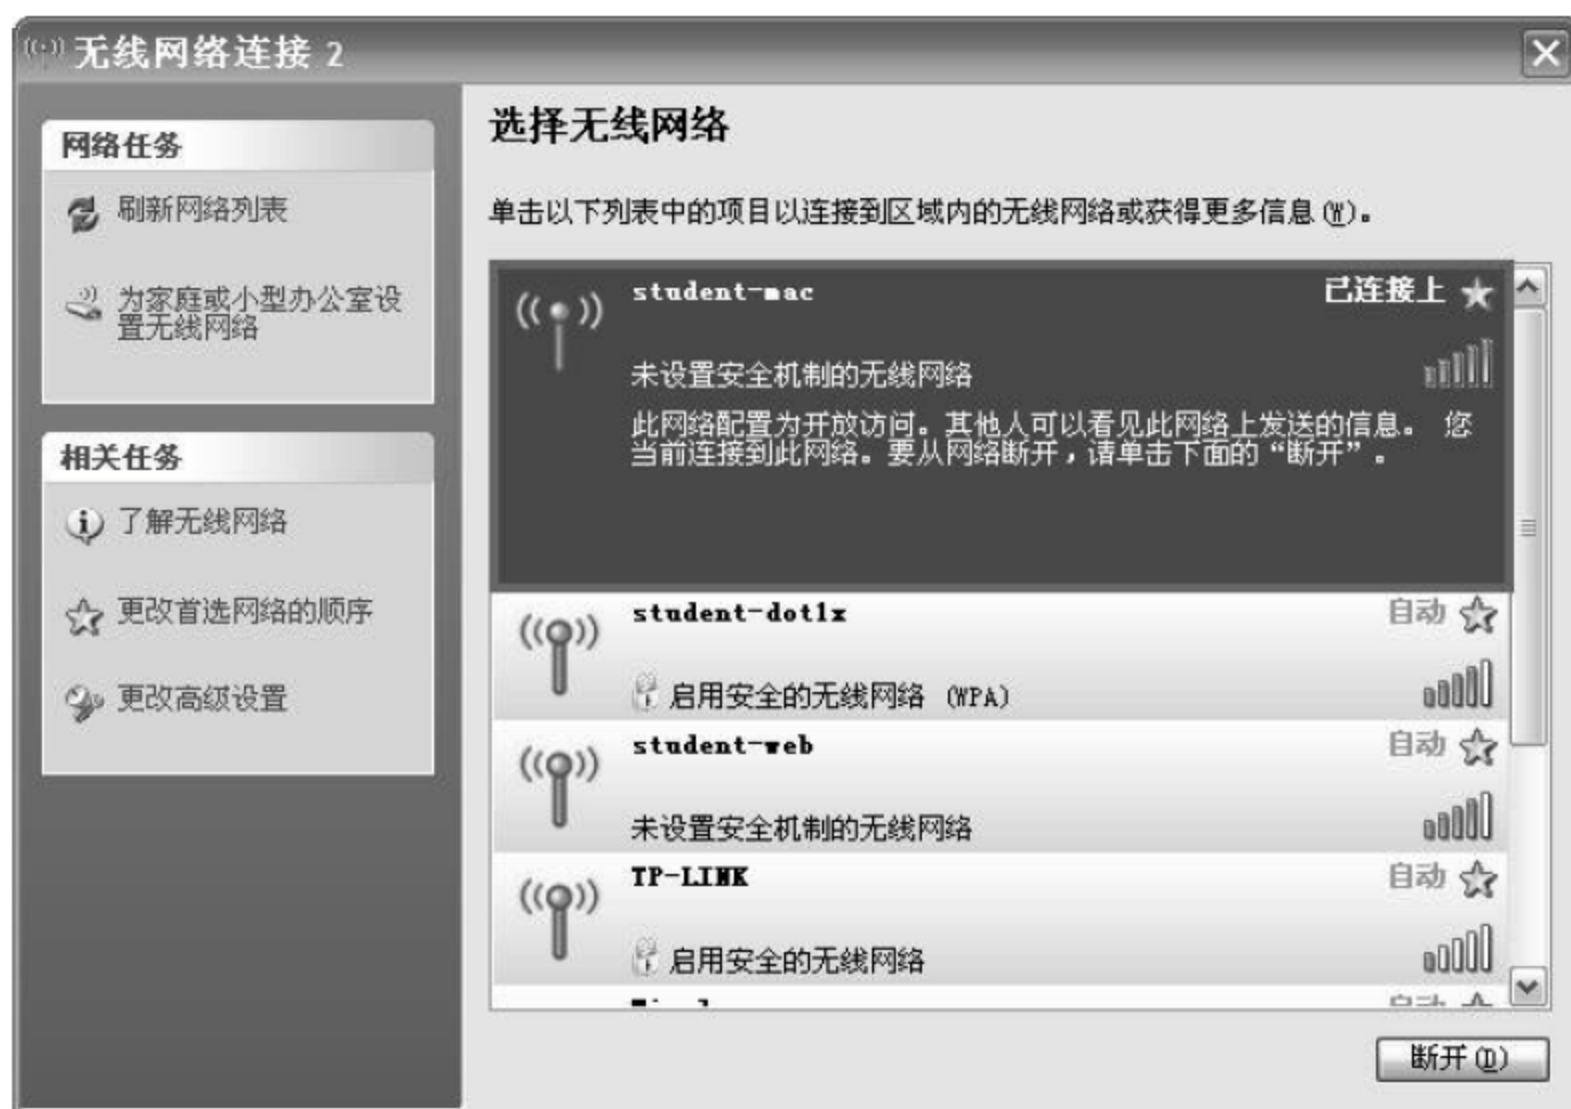 无线网络连接 2
网络任务
刷新网络列表
为家庭或小型办公室设
置无线网络
相关任务
了解无线网络
更改首选网络的顺序
更改高级设置
选择无线网络
单击以下列表中的项目以连接到区域内的无线网络或获得更多信息(W)。
student-mac 已连接上
未设置安全机制的无线网络
此网络配置为开放访问。其他人可以看见此网络上发送的信息。 您
当前连接到此网络。要从网络断开，请单击下面的“断开”。
student-dot1x 自动
启用安全的无线网络 (WPA)
student-web 自动
未设置安全机制的无线网络
TP-LINK 自动
启用安全的无线网络
断开(D)